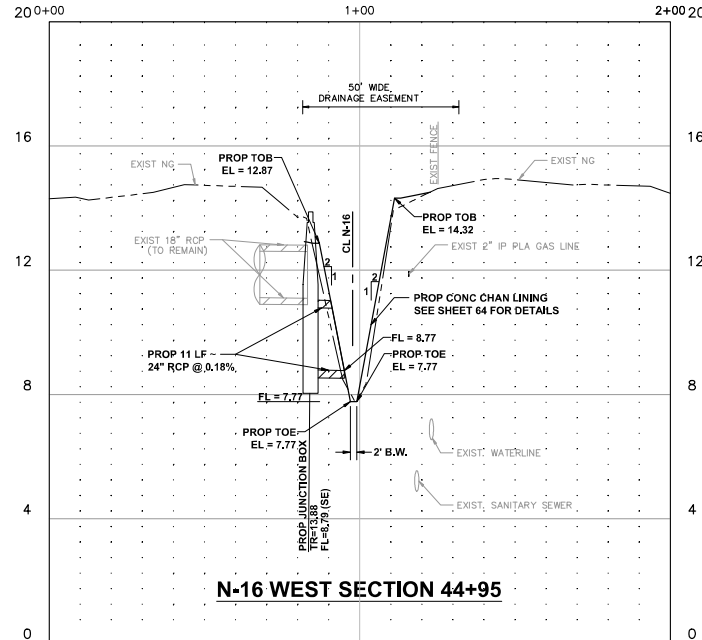 0+00
1+00
2+00
20
20
50' WIDE
DRAINAGE EASEMENT
16
16
EXIST NG
PROP TOB
EL = 12.87
EXIST FENCE
EXIST NG
CL N-16
PROP TOB
EL = 14.32
EXIST 18" RCP
(TO REMAIN)
EXIST 2" IP PLA GAS LINE
12
12
2
1
2
1
PROP CONC CHAN LINING
SEE SHEET 64 FOR DETAILS
FL = 8.77
PROP 11 LF
24" RCP @ 0.18%
PROP TOE
EL = 7.77
8
8
FL = 7.77
PROP TOE
EL = 7.77
2' B.W.
EXIST. WATERLINE
EXIST. SANITARY SEWER
PROP JUNCTION BOX
TR=13.88
FL=8.79 (SE)
4
4
N-16 WEST SECTION 44+95
0
0